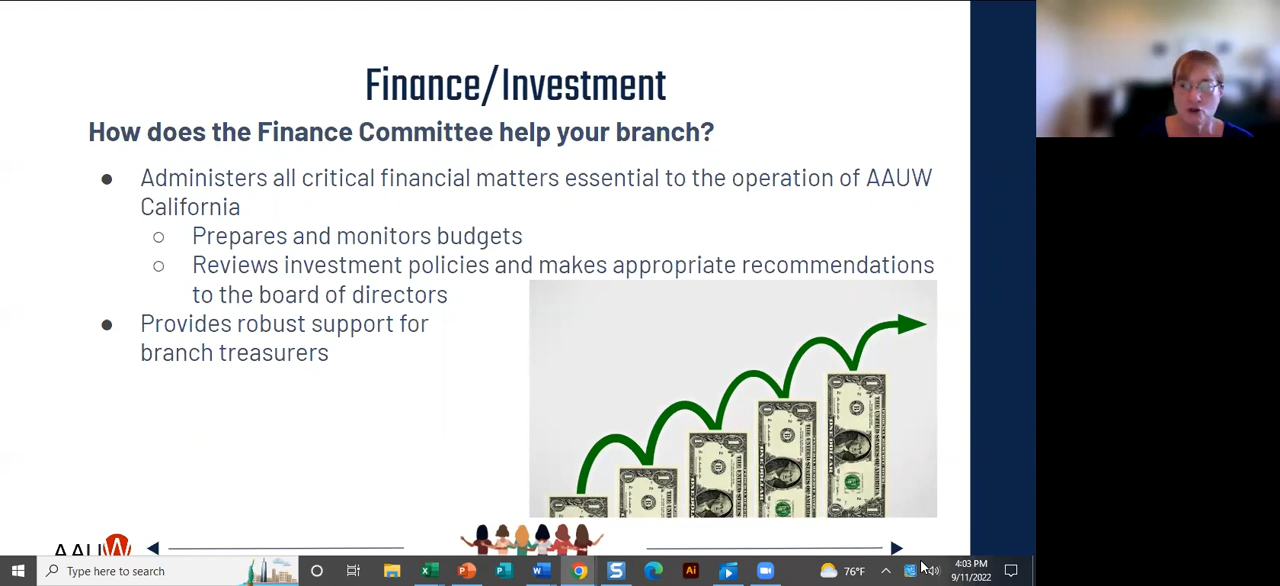 Finance/Investment
How does the Finance Committee help your branch?
● Administers all critical financial matters essential to the operation of AAUW
California
○ Prepares and monitors budgets
○ Reviews investment policies and makes appropriate recommendations
to the board of directors
● Provides robust support for
branch treasurers
AAUW
Type here to search
76°F
4:03 PM
9/11/2022